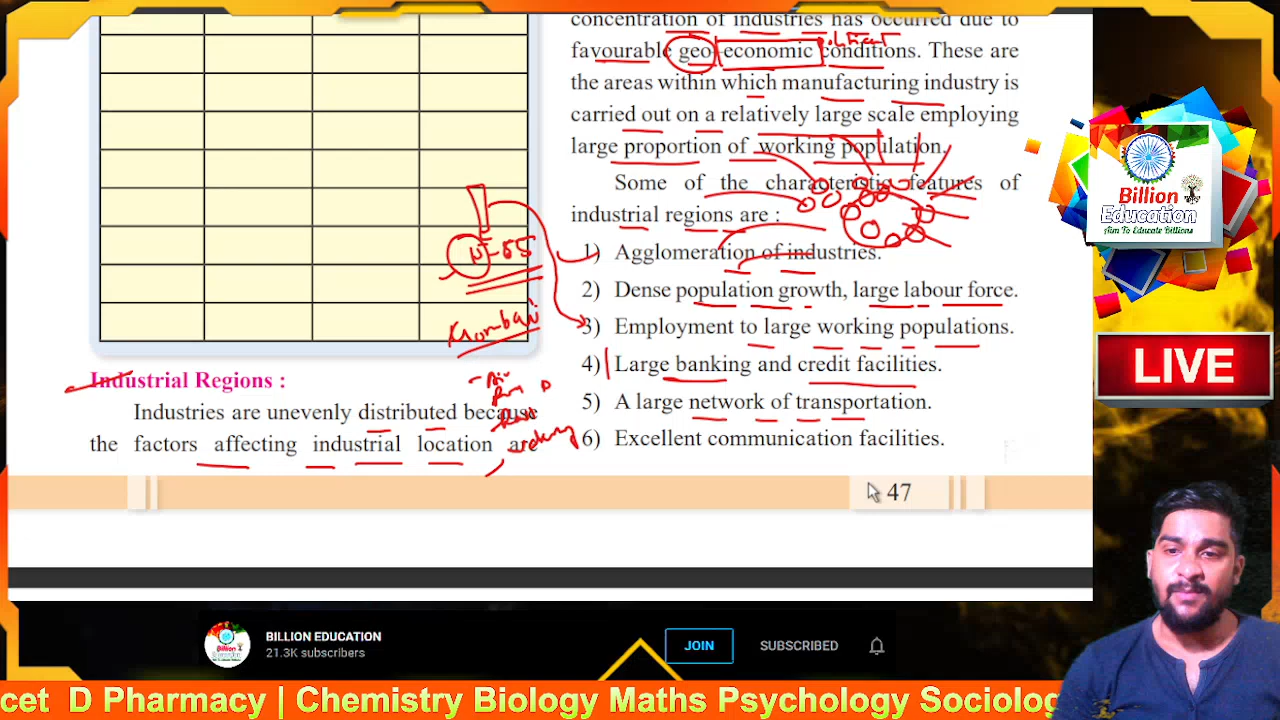 concentration of industries has occurred due to
favourable geo economic conditions. These are
political
the areas within which manufacturing industry is
carried out on a relatively large scale employing
large proportion of working population.
Some of the characteristic features of
industrial regions are :
1) Agglomeration of industries.
2) Dense population growth, large labour force.
3) Employment to large working populations.
4) Large banking and credit facilities.
5) A large network of transportation.
6) Excellent communication facilities.
Industrial Regions :
Industries are unevenly distributed because
the factors affecting industrial location are
47
Billion
Education
Aim To Educate Billions
LIVE
BILLION EDUCATION
21.3K subscribers
JOIN
SUBSCRIBED
cet D Pharmacy | Chemistry Biology Maths Psychology Sociolog